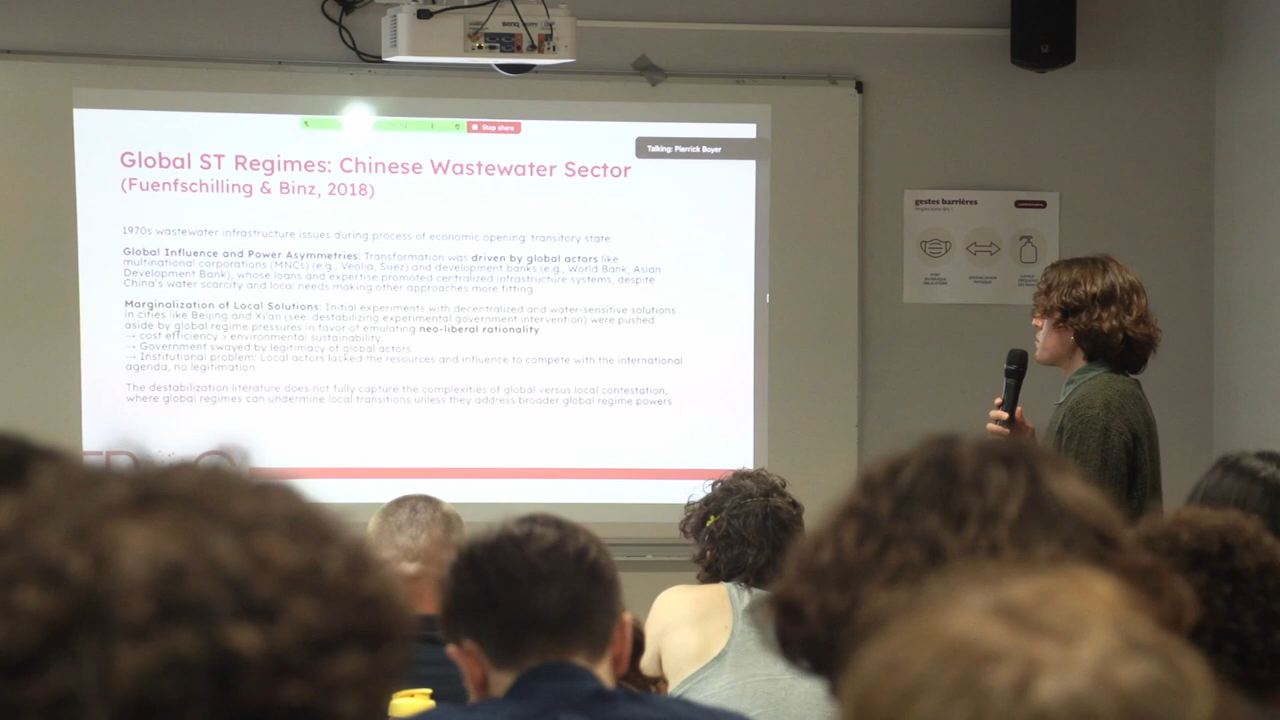 BenQ
Stop share
Talking: Pierrick Boyer
Global ST Regimes: Chinese Wastewater Sector
(Fuenfschilling & Binz, 2018)
1970s wastewater infrastructure issues during process of economic opening: transitory state
Global Influence and Power Asymmetries: Transformation was driven by global actors like
multinational corporations (MNCs) (e.g., Veolia, Suez) and development banks (e.g., World Bank, Asian
Development Bank), whose loans and expertise promoted centralized infrastructure systems, despite
China's water scarcity and local needs making other approaches more fitting
Marginalization of Local Solutions: Initial experiments with decentralized and water-sensitive solutions
in cities like Beijing and Xi'an (see: destabilizing experimental government intervention) were pushed
aside by global regime pressures in favor of emulating neo-liberal rationality
→ cost efficiency > environmental sustainability.
→ Government swayed by legitimacy of global actors
→ Institutional problem: Local actors lacked the resources and influence to compete with the international
agenda, no legitimation
The destabilization literature does not fully capture the complexities of global versus local contestation,
where global regimes can undermine local transitions unless they address broader global regime powers
gestes barrières